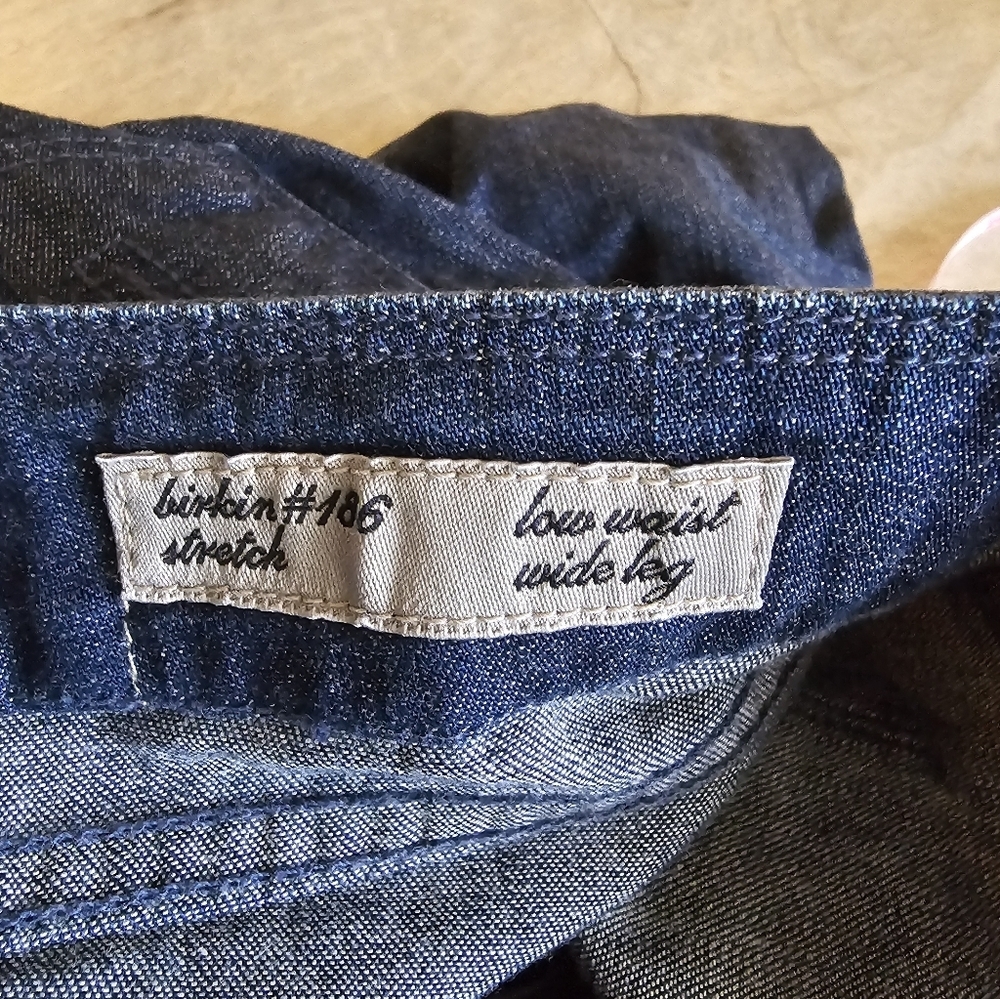 birkin #186
stretch
low waist
wide leg